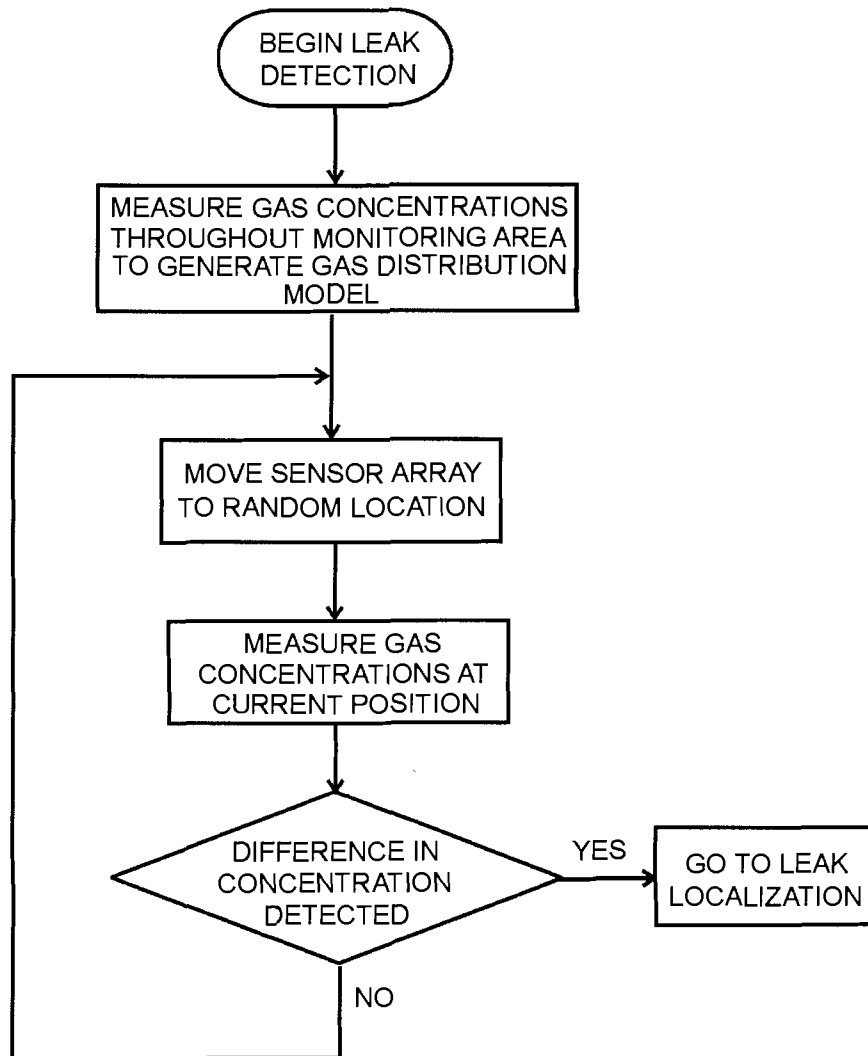 BEGIN LEAK
DETECTION
MEASURE GAS CONCENTRATIONS
THROUGHOUT MONITORING AREA
TO GENERATE GAS DISTRIBUTION
MODEL
MOVE SENSOR ARRAY
TO RANDOM LOCATION
MEASURE GAS
CONCENTRATIONS AT
CURRENT POSITION
DIFFERENCE IN
CONCENTRATION
DETECTED
YES
GO TO LEAK
LOCALIZATION
NO